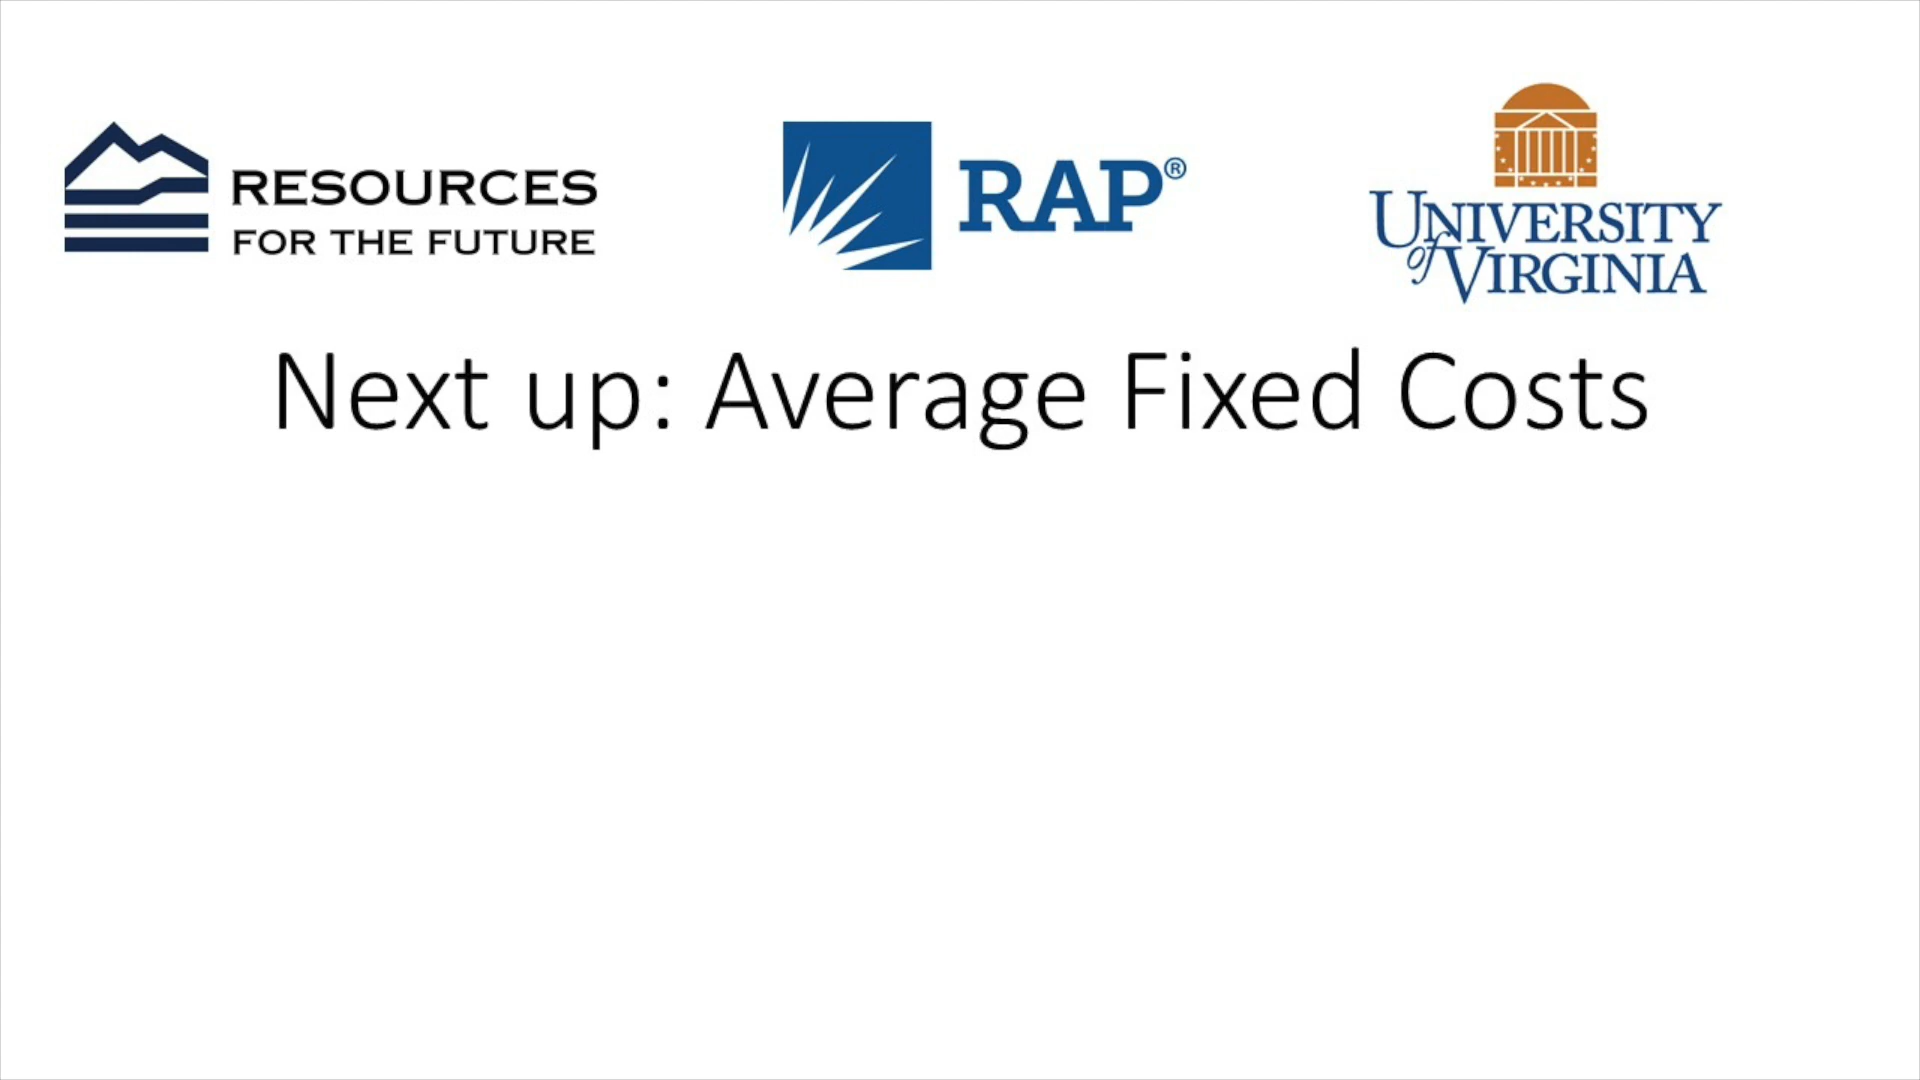 RESOURCES
FOR THE FUTURE
RAP®
UNIVERSITY
of VIRGINIA
Next up: Average Fixed Costs